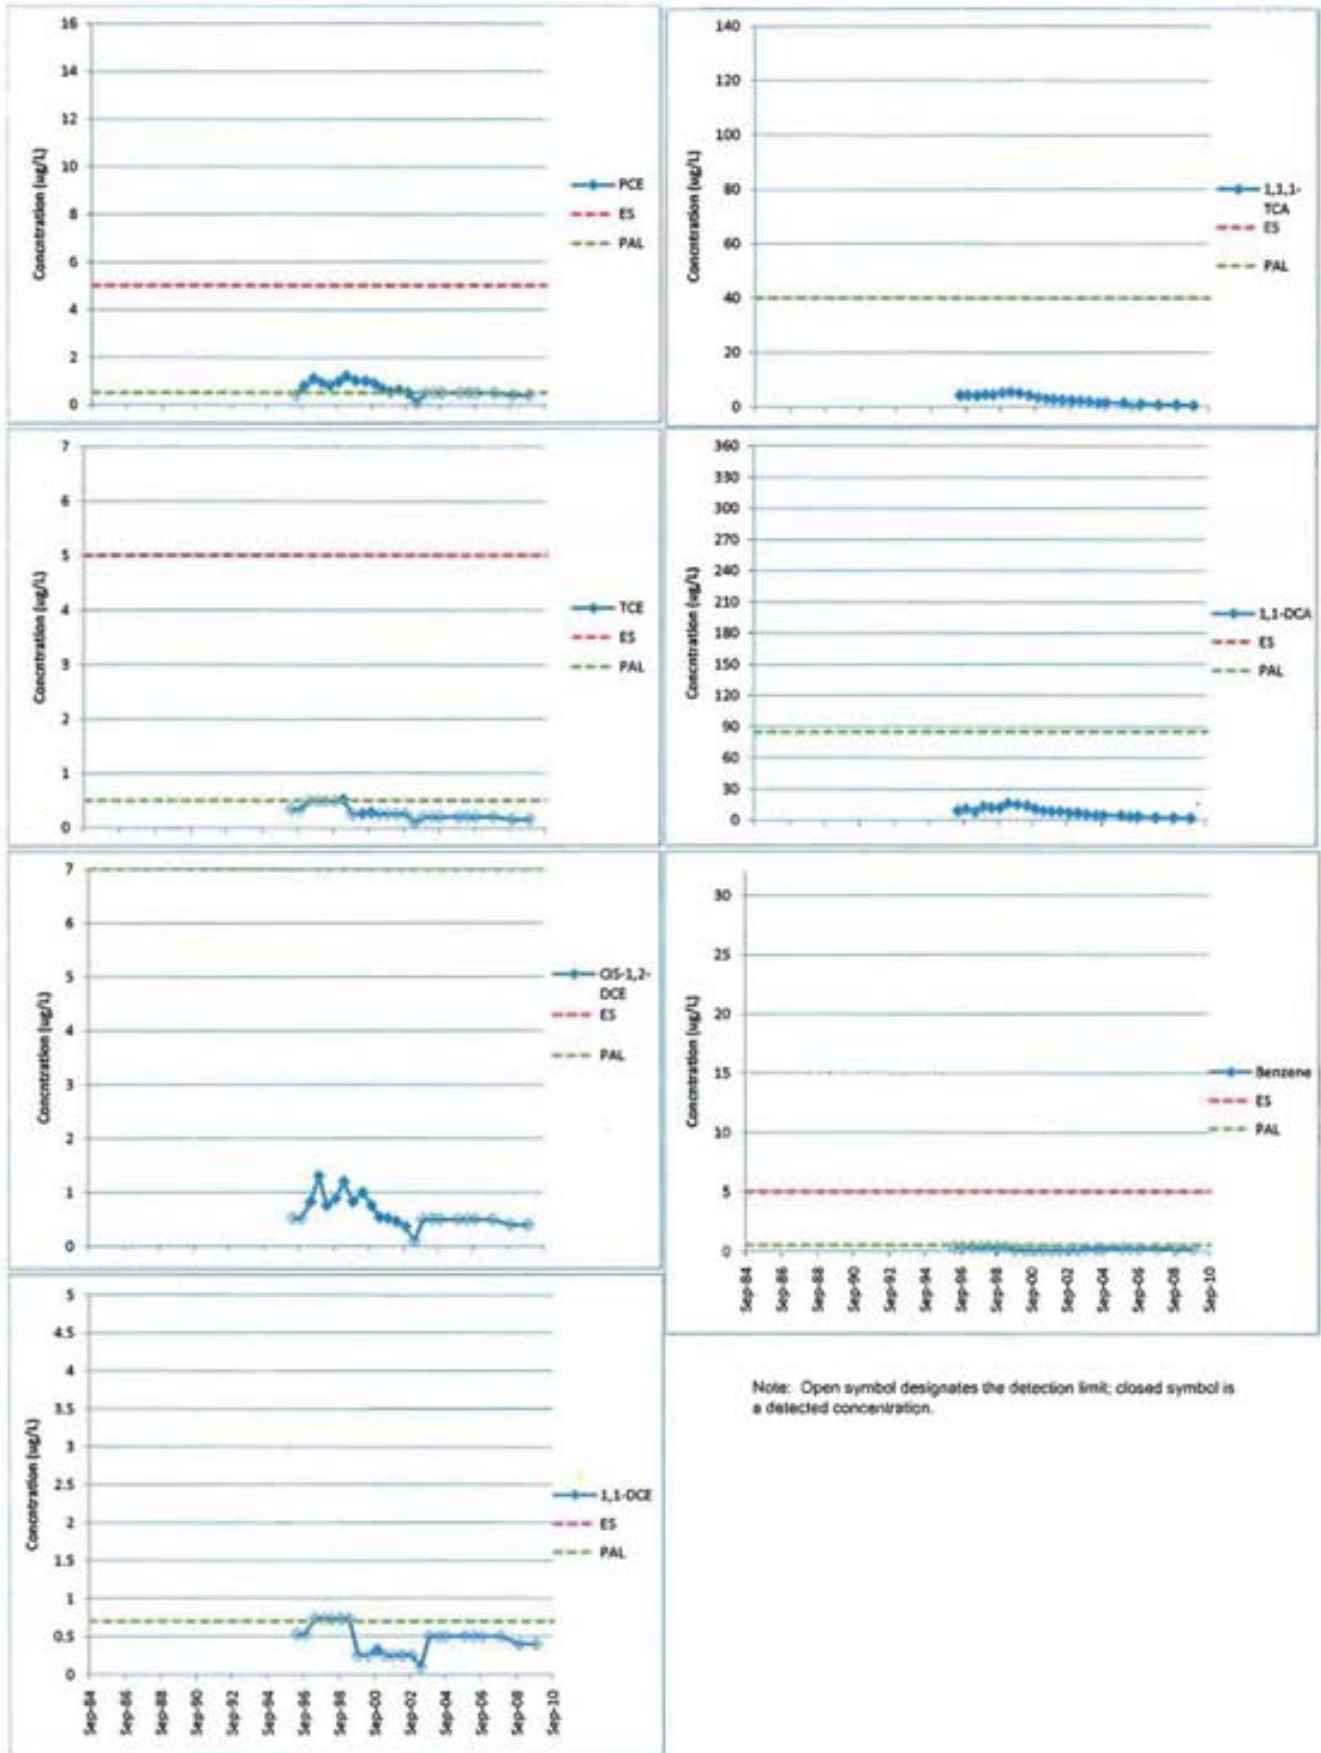 16
14
12
10
8
6
4
2
0
Concntration (ug/L)
PCE
ES
PAL
140
120
100
80
60
40
20
0
Concntration (ug/L)
1,1,1-
TCA
ES
PAL
7
6
5
4
3
2
1
0
Concntration (ug/L)
TCE
ES
PAL
360
330
300
270
240
210
180
150
120
90
60
30
0
Concntration (ug/L)
1,1-DCA
ES
PAL
7
6
5
4
3
2
1
0
Concntration (ug/L)
CIS-1,2-
DCE
ES
PAL
30
25
20
15
10
5
0
Concntration (ug/L)
Benzene
ES
PAL
Sep-84
Sep-86
Sep-88
Sep-90
Sep-92
Sep-94
Sep-96
Sep-98
Sep-00
Sep-02
Sep-04
Sep-06
Sep-08
Sep-10
5
4.5
4
3.5
3
2.5
2
1.5
1
0.5
0
Concntration (ug/L)
1,1-DCE
ES
PAL
Sep-84
Sep-86
Sep-88
Sep-90
Sep-92
Sep-94
Sep-96
Sep-98
Sep-00
Sep-02
Sep-04
Sep-06
Sep-08
Sep-10
Note: Open symbol designates the detection limit; closed symbol is
a detected concentration.